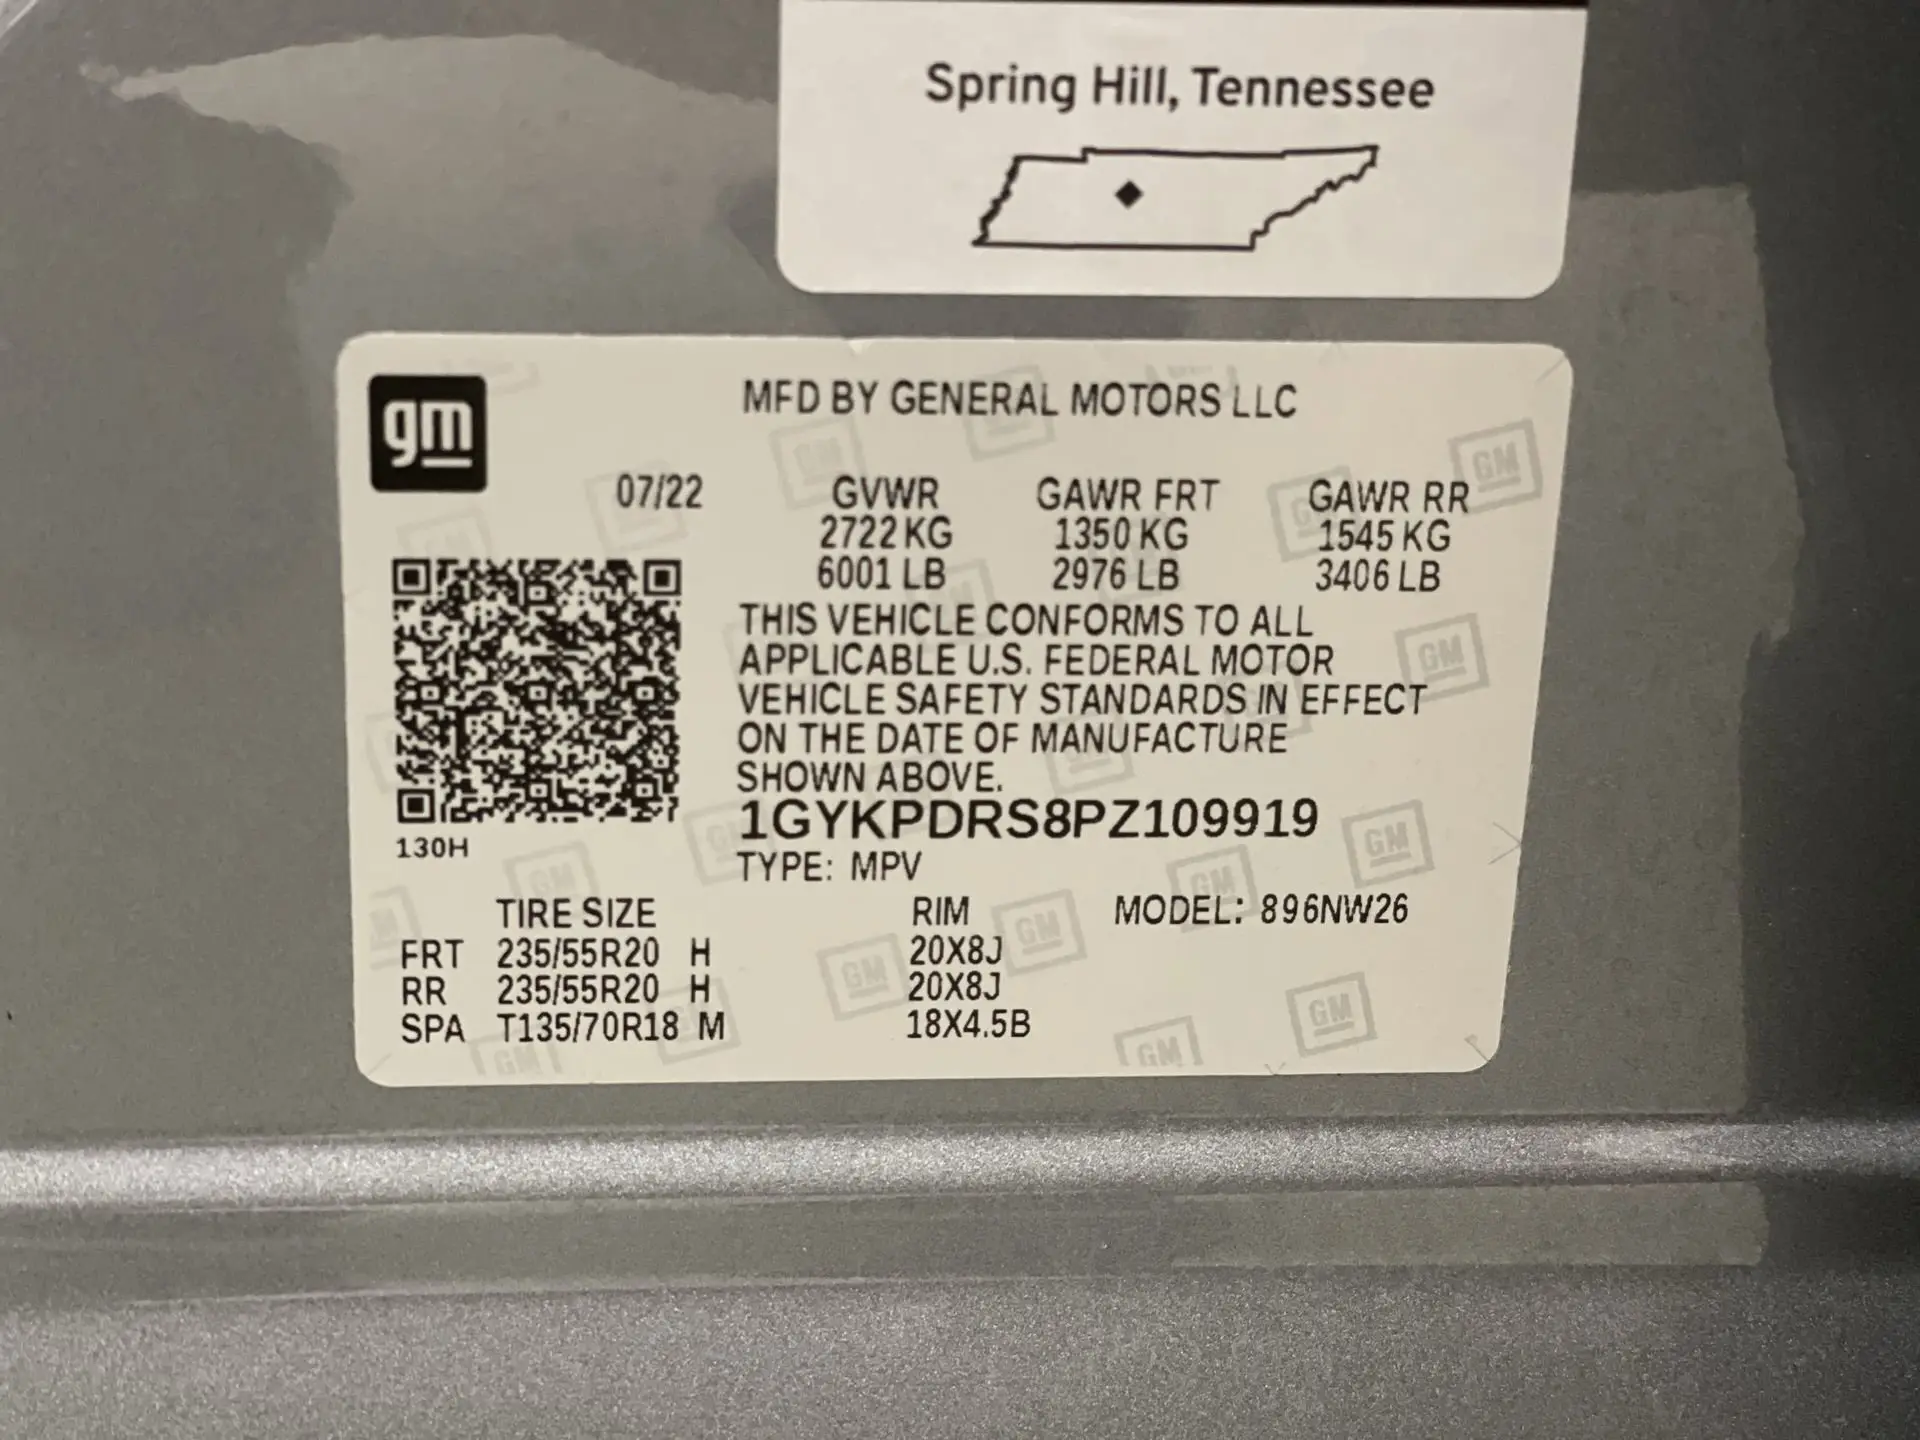 Spring Hill, Tennessee
gm
MFD BY GENERAL MOTORS LLC
07/22 GVWR GAWR FRT GAWR RR
2722 KG 1350 KG 1545 KG
6001 LB 2976 LB 3406 LB
THIS VEHICLE CONFORMS TO ALL
APPLICABLE U.S. FEDERAL MOTOR
VEHICLE SAFETY STANDARDS IN EFFECT
ON THE DATE OF MANUFACTURE
SHOWN ABOVE.
1GYKPDRS8PZ109919
130H
TYPE: MPV
TIRE SIZE RIM MODEL: 896NW26
FRT 235/55R20 H 20X8J
RR 235/55R20 H 20X8J
SPA T135/70R18 M 18X4.5B